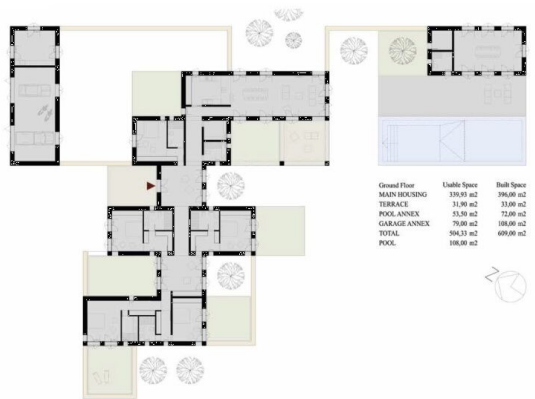 Ground Floor Usable Space Built Space
MAIN HOUSING 339,93 m2 396,00 m2
TERRACE 31,90 m2 33,00 m2
POOL ANNEX 53,50 m2 72,00 m2
GARAGE ANNEX 79,00 m2 108,00 m2
TOTAL 504,33 m2 609,00 m2
POOL 108,00 m2
N